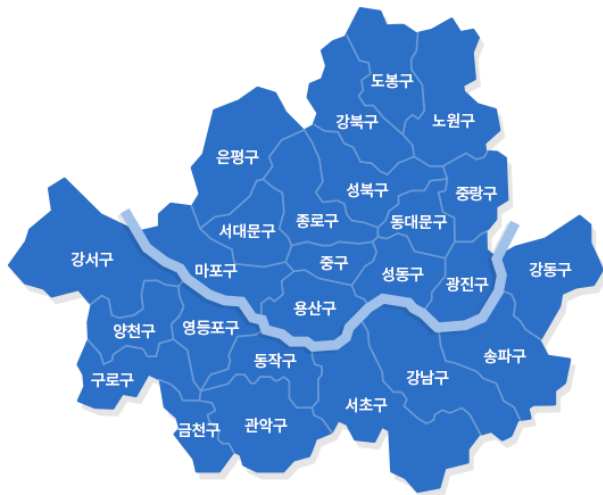 도봉구
강북구
노원구
은평구
성북구
중랑구
서대문구
종로구
동대문구
강서구
마포구
중구
성동구
광진구
강동구
용산구
양천구
영등포구
동작구
송파구
구로구
강남구
서초구
금천구
관악구